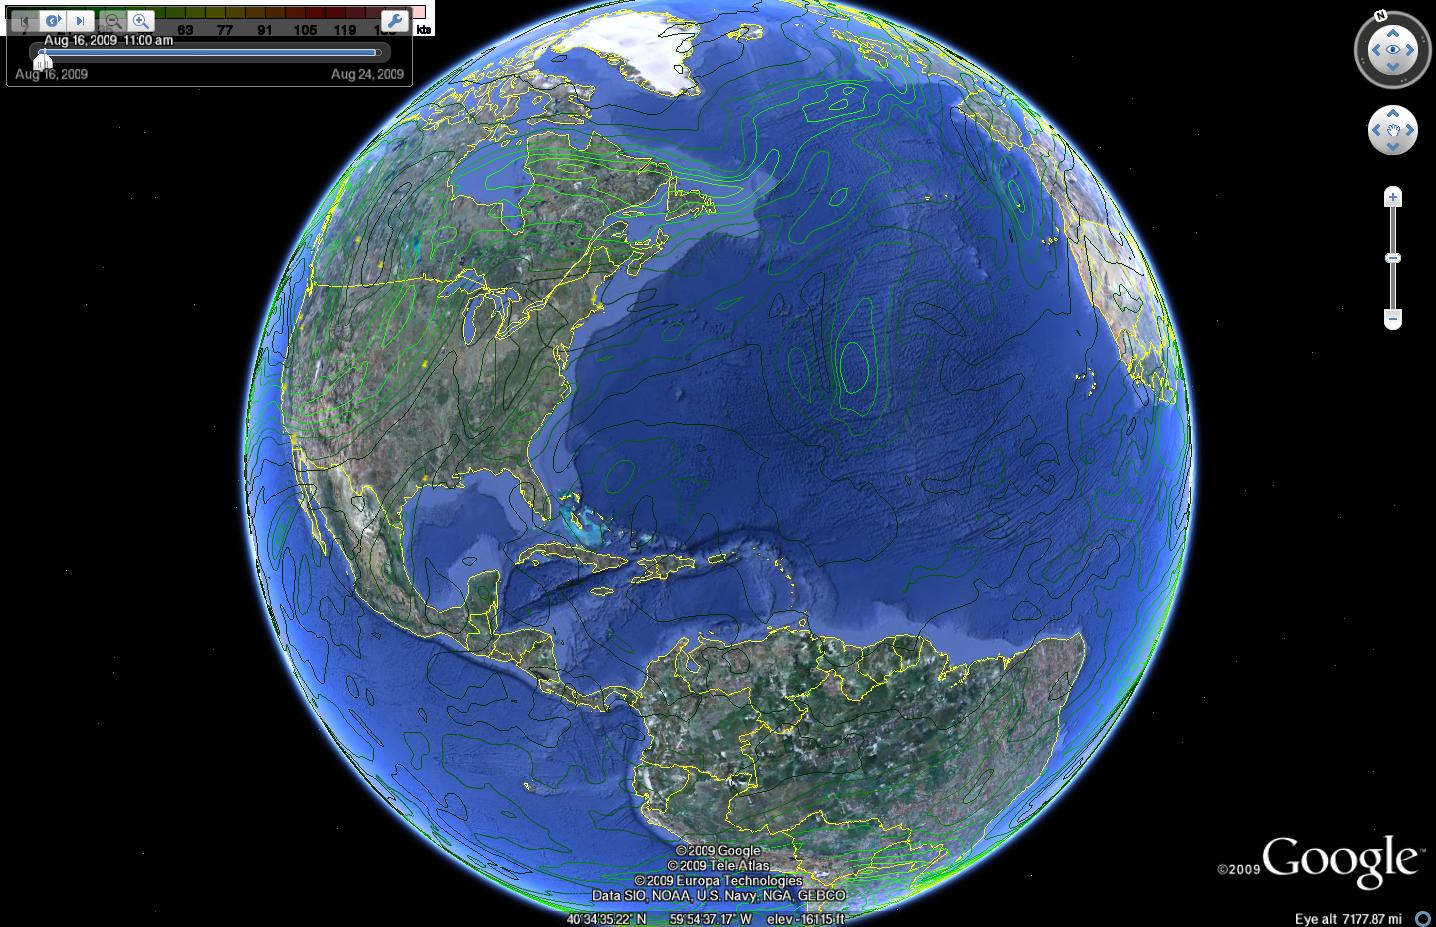 63 77 91 105 119 kts
Aug 16, 2009 11:00 am
Aug 16, 2009 Aug 24, 2009
N
©2009 Google
© 2009 Tele Atlas
© 2009 Europa Technologies
Data SIO, NOAA, U.S. Navy, NGA, GEBCO
©2009 Google™
40°34'35.22" N 59°54'37.17" W elev -16115 ft
Eye alt 7177.87 mi